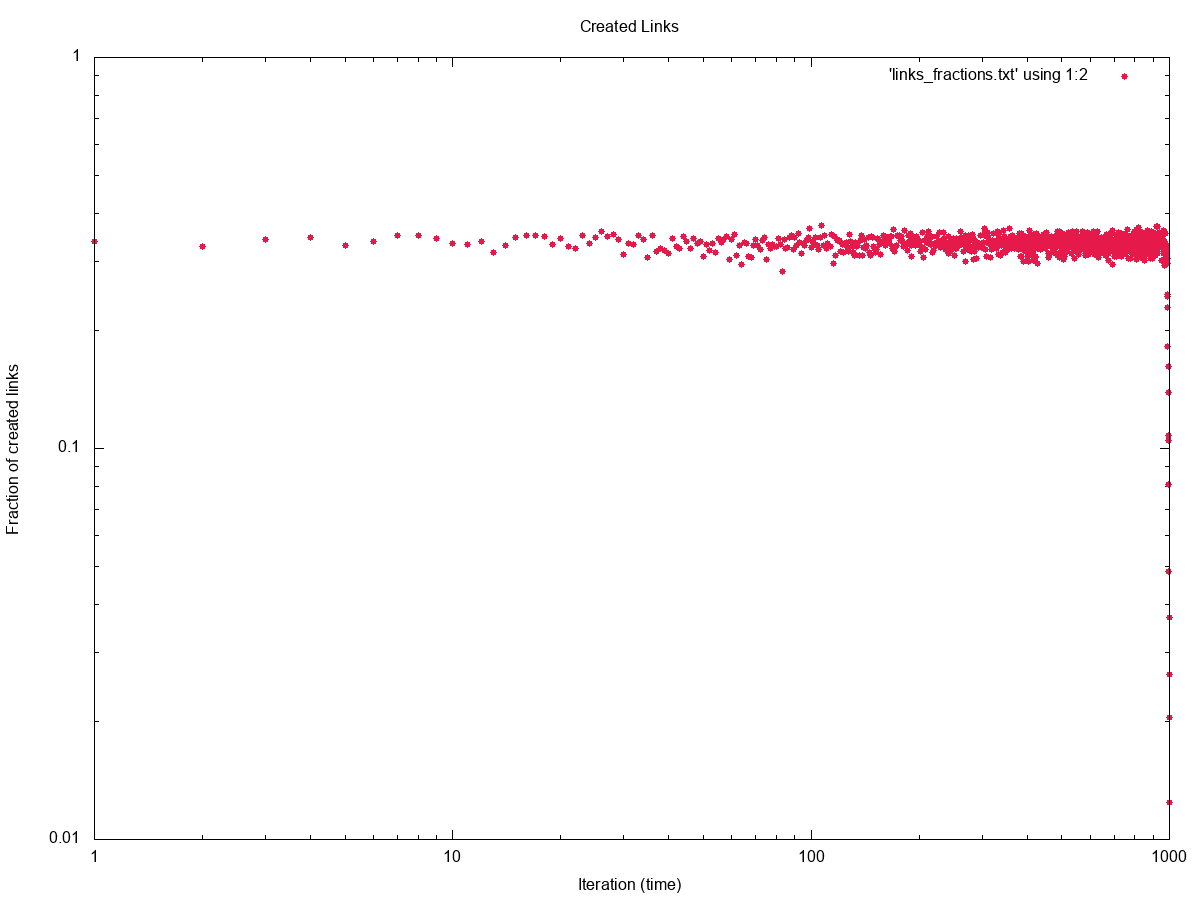 Created Links
'links_fractions.txt' using 1:2
1
0.1
0.01
Fraction of created links
1 10 100 1000
Iteration (time)